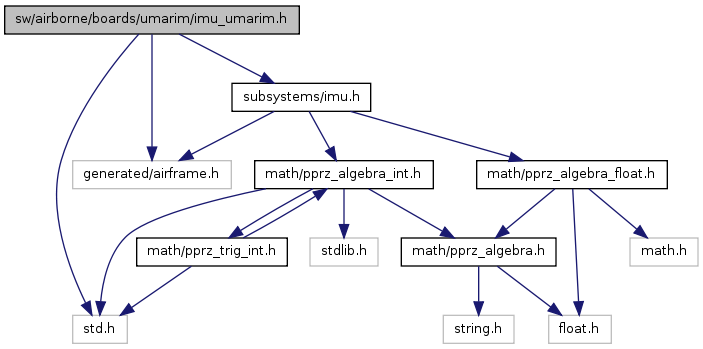 sw/airborne/boards/umarim/imu_umarim.h
subsystems/imu.h
generated/airframe.h
math/pprz_algebra_int.h
math/pprz_algebra_float.h
math/pprz_trig_int.h
stdlib.h
math/pprz_algebra.h
math.h
std.h
string.h
float.h